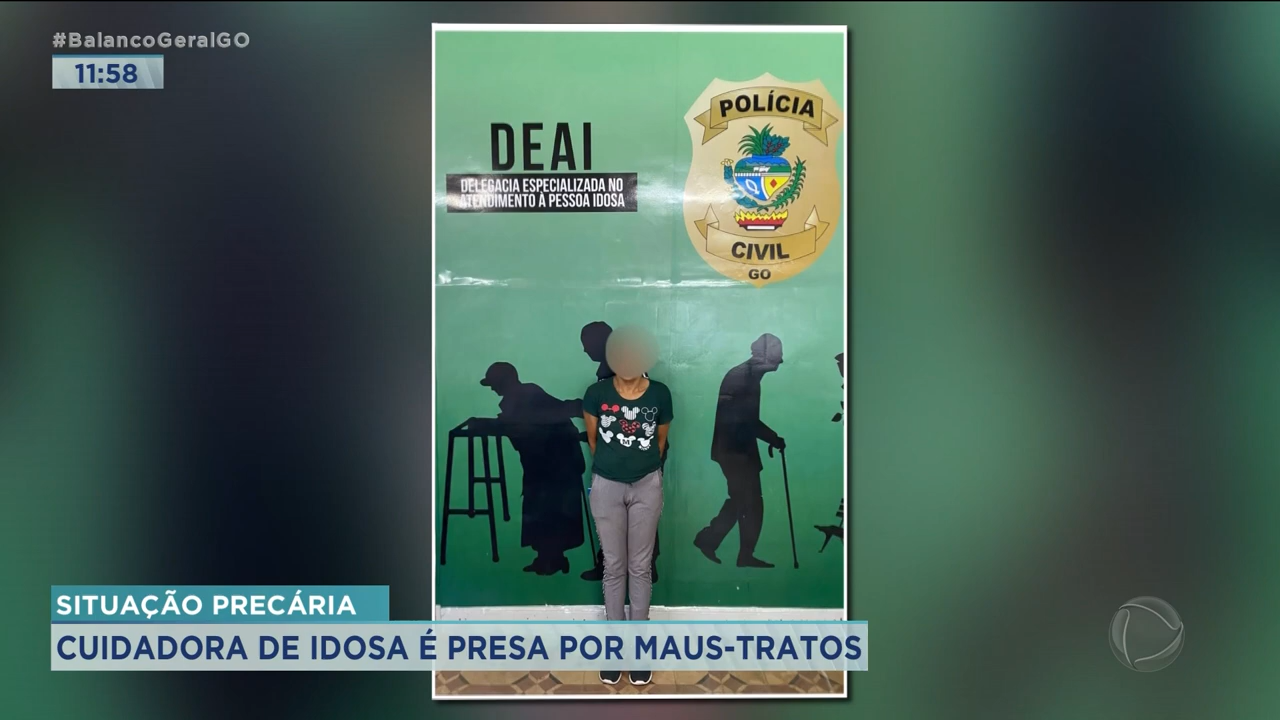 #BalancoGeralGO
11:58
DEAI
DELEGACIA ESPECIALIZADA NO
ATENDIMENTO À PESSOA IDOSA
POLÍCIA
CIVIL
GO
SITUAÇÃO PRECÁRIA
CUIDADORA DE IDOSA É PRESA POR MAUS-TRATOS